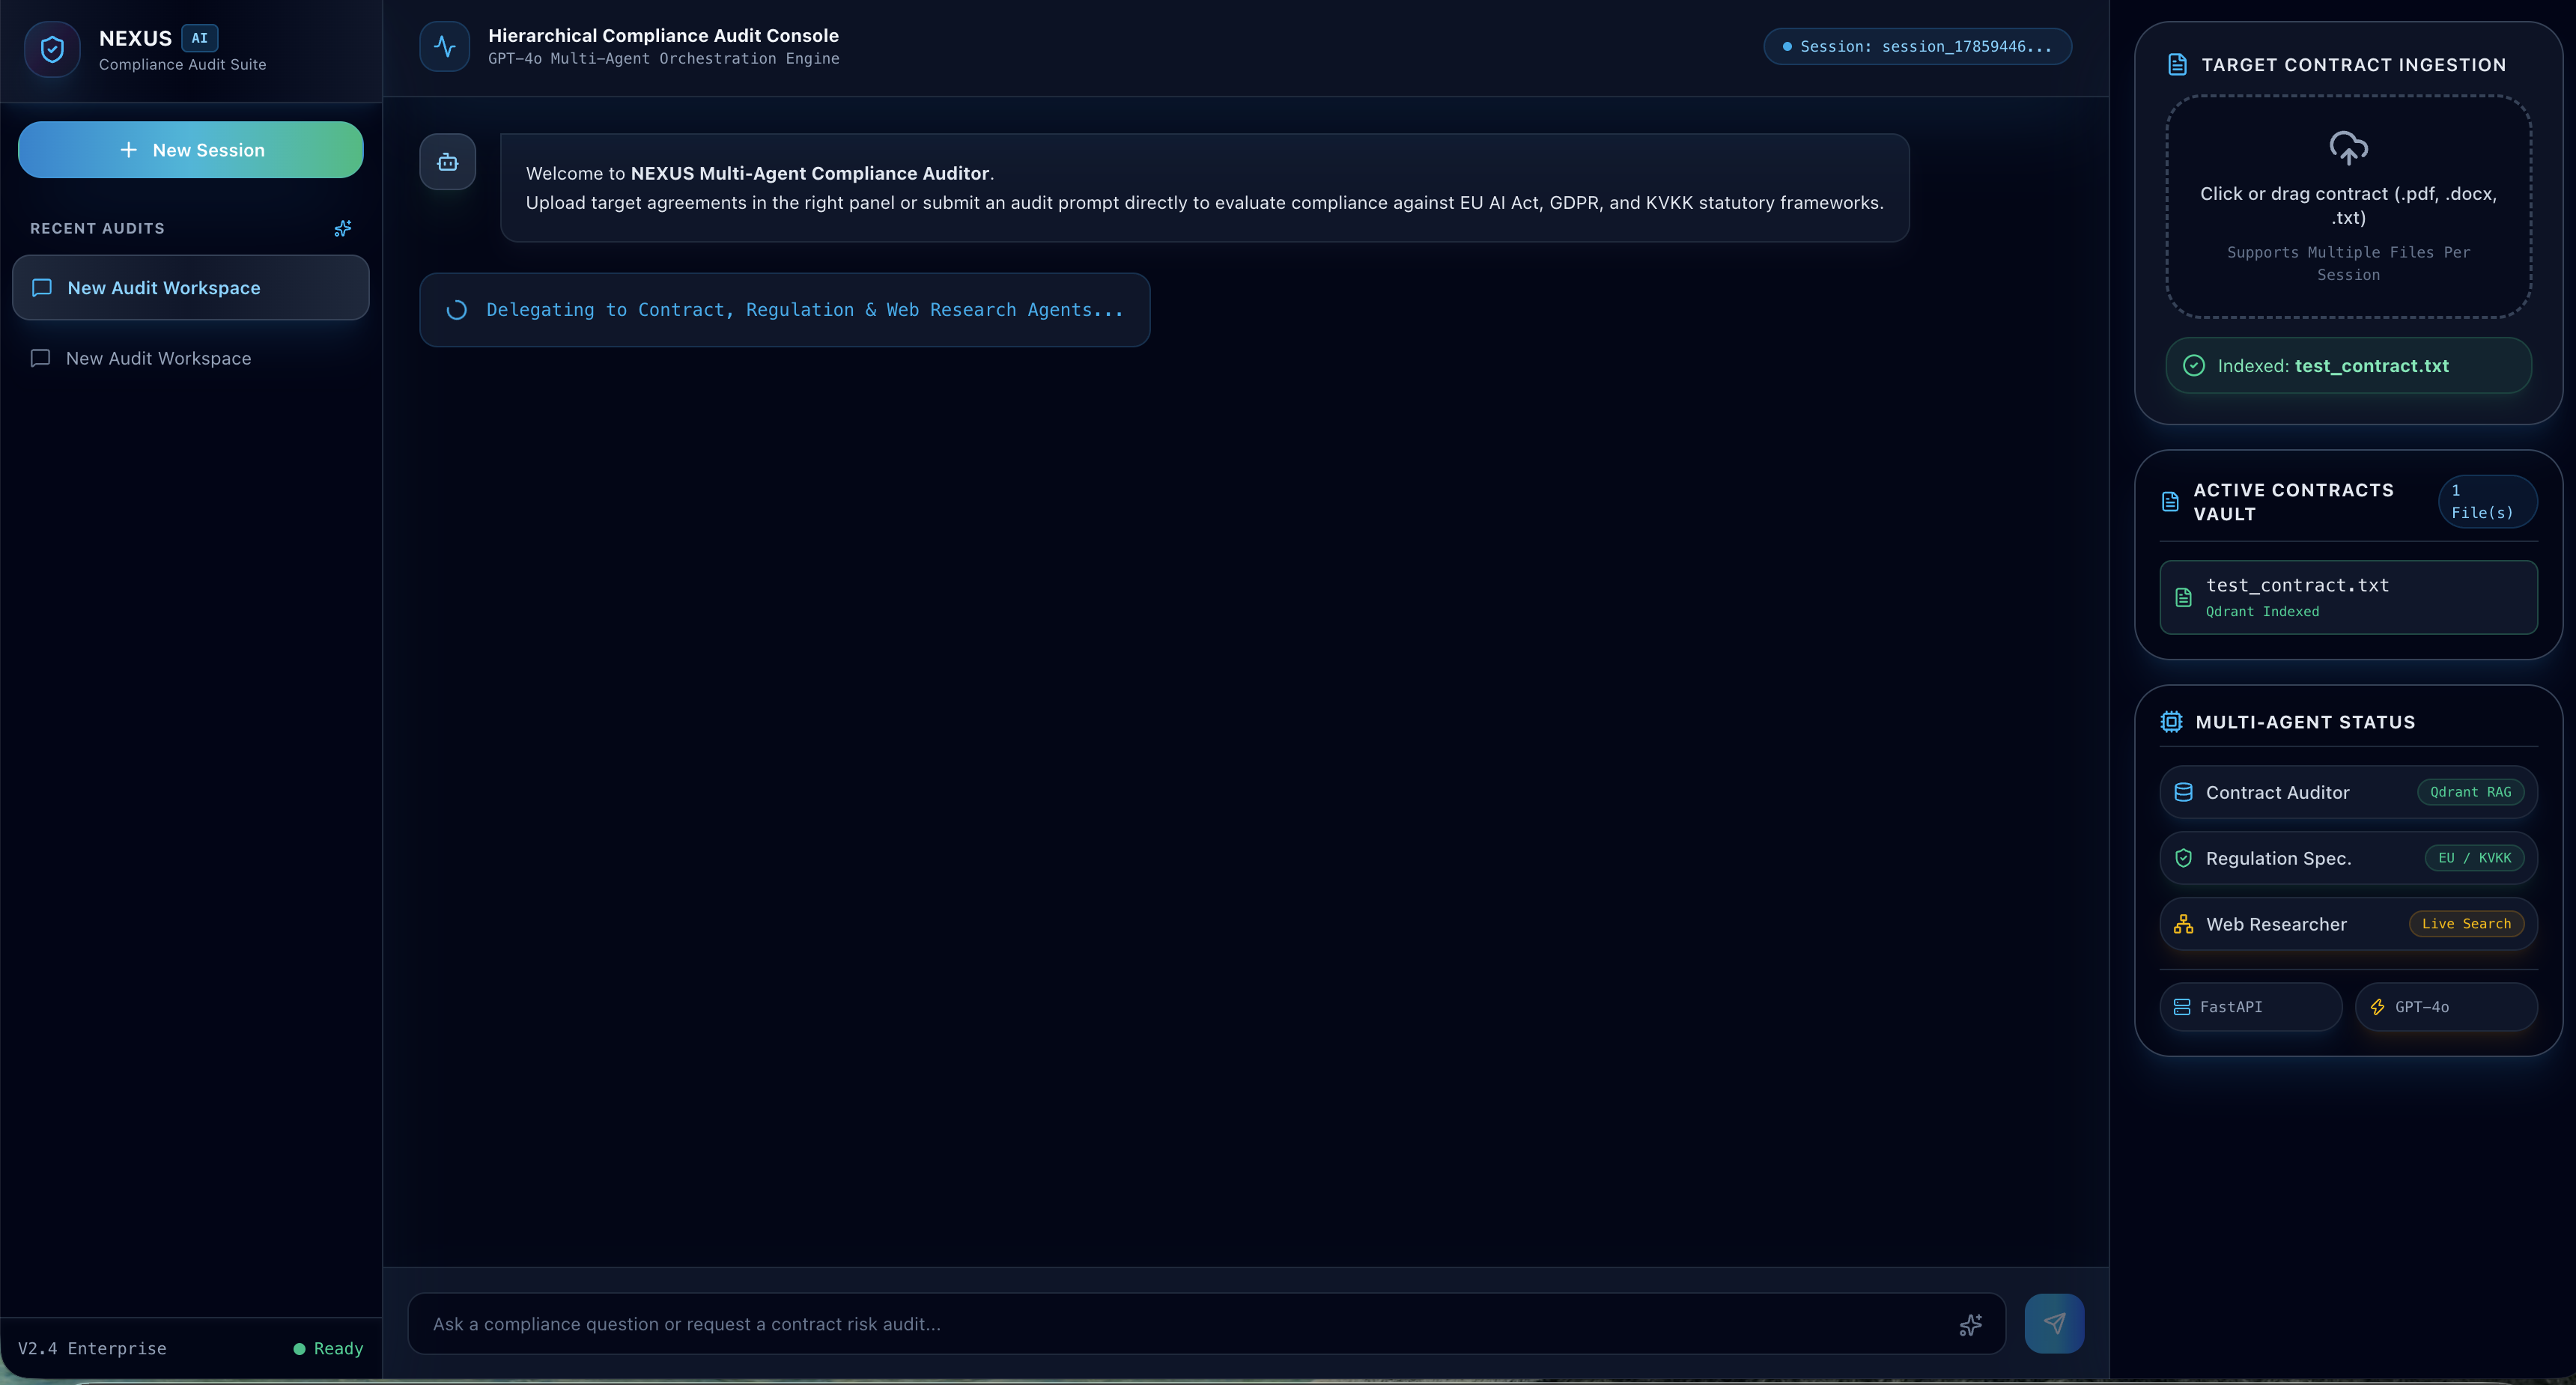 NEXUS AI
Compliance Audit Suite
New Session
RECENT AUDITS
New Audit Workspace
New Audit Workspace
V2.4 Enterprise
Ready
Hierarchical Compliance Audit Console
GPT-4o Multi-Agent Orchestration Engine
Session: session_17859446...
Welcome to NEXUS Multi-Agent Compliance Auditor.
Upload target agreements in the right panel or submit an audit prompt directly to evaluate compliance against EU AI Act, GDPR, and KVKK statutory frameworks.
Delegating to Contract, Regulation & Web Research Agents...
Ask a compliance question or request a contract risk audit...
TARGET CONTRACT INGESTION
Click or drag contract (.pdf, .docx,
.txt)
Supports Multiple Files Per
Session
Indexed: test_contract.txt
ACTIVE CONTRACTS
VAULT
1
File(s)
test_contract.txt
Qdrant Indexed
MULTI-AGENT STATUS
Contract Auditor
Qdrant RAG
Regulation Spec.
EU / KVKK
Web Researcher
Live Search
FastAPI
GPT-4o